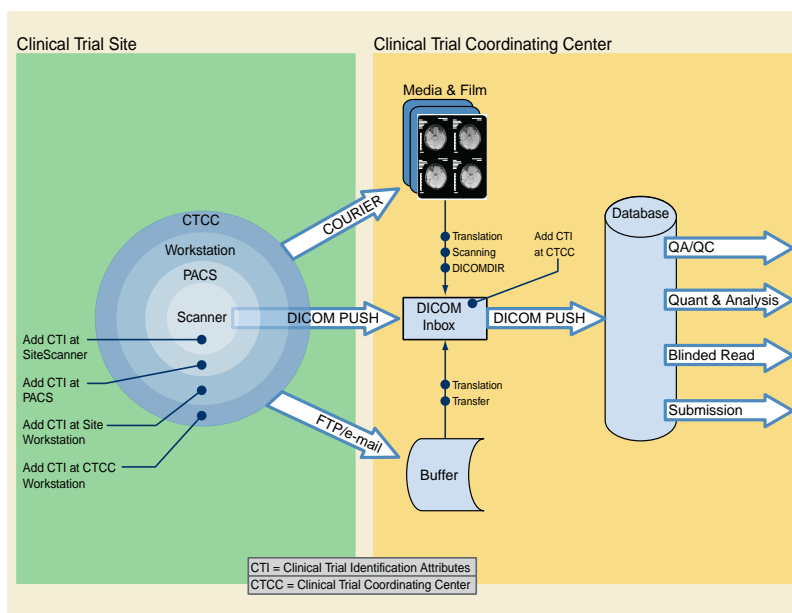 Clinical Trial Site
Clinical Trial Coordinating Center
Media & Film
CTCC
Workstation
PACS
Scanner
COURIER
DICOM PUSH
FTP/e-mail
Add CTI at
SiteScanner
Add CTI at
PACS
Add CTI at Site
Workstation
Add CTI at CTCC
Workstation
Translation
Scanning
DICOMDIR
Add CTI
at CTCC
DICOM
Inbox
DICOM PUSH
Translation
Transfer
Buffer
Database
QA/QC
Quant & Analysis
Blinded Read
Submission
CTI = Clinical Trial Identification Attributes
CTCC = Clinical Trial Coordinating Center